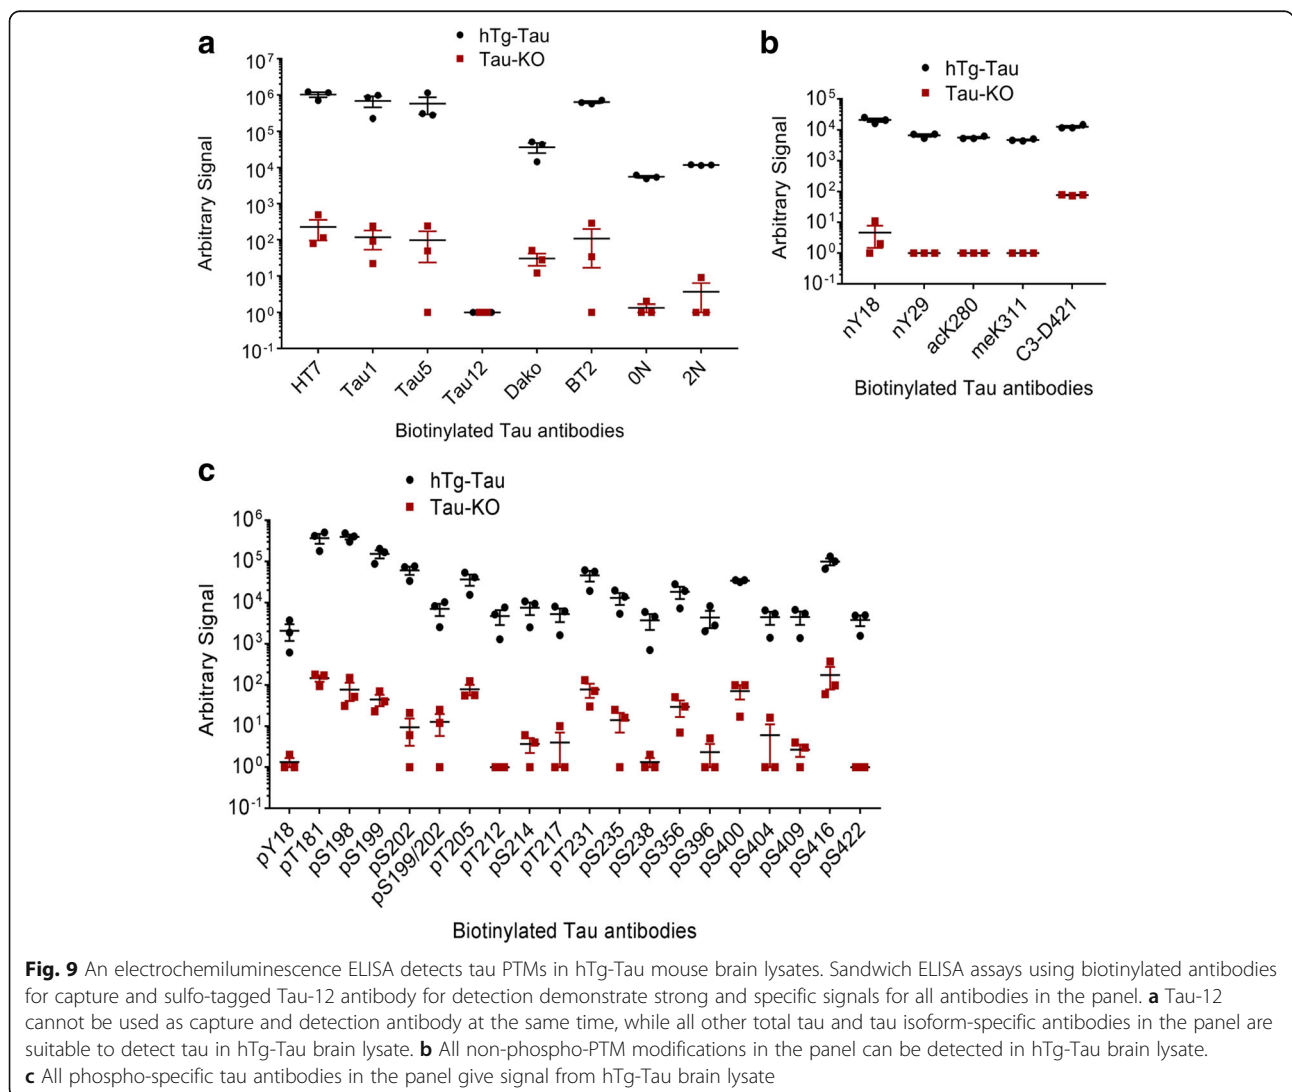 a
hTg-Tau
Tau-KO
10^7
10^6
10^5
10^4
10^3
10^2
10^1
10^0
10^-1
Arbitrary Signal
HT7 Tau1 Tau5 Tau12 Dako BT2 0N 2N
Biotinylated Tau antibodies
b
hTg-Tau
Tau-KO
10^5
10^4
10^3
10^2
10^1
10^0
10^-1
Arbitrary Signal
nY18 nY29 acK280 meK311 C3-D421
Biotinylated Tau antibodies
c
hTg-Tau
Tau-KO
10^6
10^5
10^4
10^3
10^2
10^1
10^0
10^-1
Arbitrary Signal
pY18 pT181 pS198 pS199 pS202 pS199/202 pT205 pT212 pS214 pT217 pT231 pS235 pS238 pS356 pS396 pS400 pS404 pS409 pS416 pS422
Biotinylated Tau antibodies
Fig. 9 An electrochemiluminescence ELISA detects tau PTMs in hTg-Tau mouse brain lysates. Sandwich ELISA assays using biotinylated antibodies
for capture and sulfo-tagged Tau-12 antibody for detection demonstrate strong and specific signals for all antibodies in the panel. a Tau-12
cannot be used as capture and detection antibody at the same time, while all other total tau and tau isoform-specific antibodies in the panel are
suitable to detect tau in hTg-Tau brain lysate. b All non-phospho-PTM modifications in the panel can be detected in hTg-Tau brain lysate.
c All phospho-specific tau antibodies in the panel give signal from hTg-Tau brain lysate